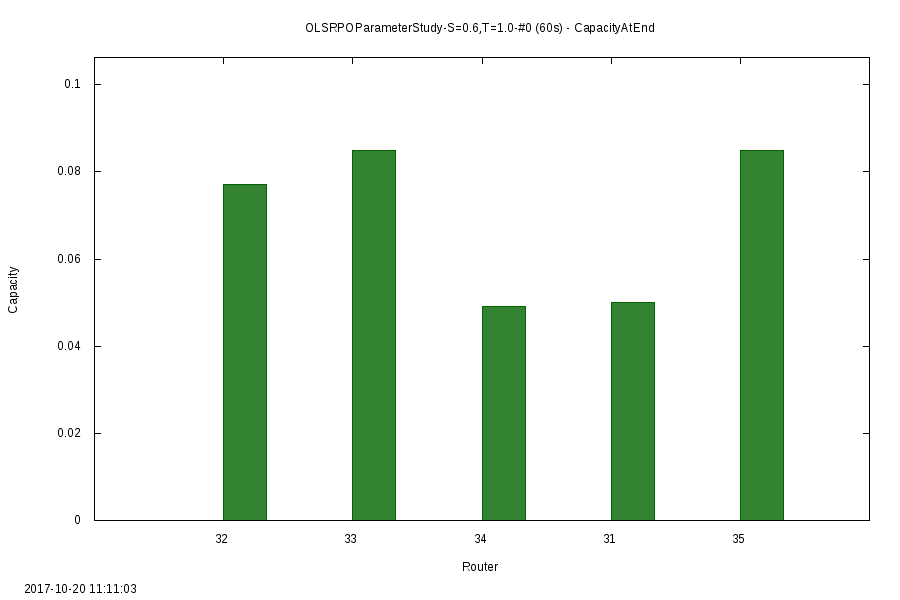 OLSRPOParameterStudy-S=0.6,T=1.0-#0 (60s) - CapacityAtEnd
0.1
0.08
0.06
0.04
0.02
0
Capacity
32 33 34 31 35
Router
2017-10-20 11:11:03